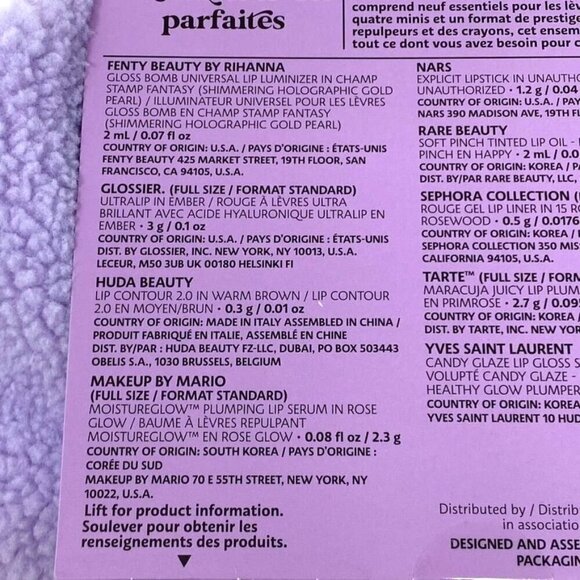 parfaites
FENTY BEAUTY BY RIHANNA
GLOSS BOMB UNIVERSAL LIP LUMINIZER IN CHAMP
STAMP FANTASY (SHIMMERING HOLOGRAPHIC GOLD
PEARL) / ILLUMINATEUR UNIVERSEL POUR LES LÈVRES
GLOSS BOMB EN CHAMP STAMP FANTASY
(SHIMMERING HOLOGRAPHIC GOLD PEARL)
2 mL / 0.07 fl oz
COUNTRY OF ORIGIN: U.S.A. / PAYS D'ORIGINE : ÉTATS-UNIS
FENTY BEAUTY 425 MARKET STREET, 19TH FLOOR, SAN
FRANCISCO, CA 94105, U.S.A.
GLOSSIER. (FULL SIZE / FORMAT STANDARD)
ULTRALIP IN EMBER / ROUGE À LÈVRES ULTRA
BRILLANT AVEC ACIDE HYALURONIQUE ULTRALIP EN
EMBER • 3 g / 0.1 oz
COUNTRY OF ORIGIN: U.S.A. / PAYS D'ORIGINE : ÉTATS-UNIS
DIST. BY GLOSSIER, INC. NEW YORK, NY 10013, U.S.A.
LECEUR, M50 3UB UK 00180 HELSINKI FI
HUDA BEAUTY
LIP CONTOUR 2.0 IN WARM BROWN / LIP CONTOUR
2.0 EN MOYEN/BRUN • 0.3 g / 0.01 oz
COUNTRY OF ORIGIN: MADE IN ITALY ASSEMBLED IN CHINA /
PRODUIT FABRIQUÉ EN ITALIE, ASSEMBLÉ EN CHINE
DIST. BY/PAR : HUDA BEAUTY FZ-LLC, DUBAI, PO BOX 503443
OBELIS S.A., 1030 BRUSSELS, BELGIUM
MAKEUP BY MARIO
(FULL SIZE / FORMAT STANDARD)
MOISTUREGLOW™ PLUMPING LIP SERUM IN ROSE
GLOW / BAUME À LÈVRES REPULPANT
MOISTUREGLOW™ EN ROSE GLOW • 0.08 fl oz / 2.3 g
COUNTRY OF ORIGIN: SOUTH KOREA / PAYS D'ORIGINE :
CORÉE DU SUD
MAKEUP BY MARIO 70 E 55TH STREET, NEW YORK, NY
10022, U.S.A.
Lift for product information.
Soulever pour obtenir les
renseignements des produits.
comprend neuf essentiels pour les lèv
quatre minis et un format de prestige
repulpeurs et des crayons, cet ensem
tout ce dont vous avez besoin pour c
NARS
EXPLICIT LIPSTICK IN UNAUTHO
UNAUTHORIZED • 1.2 g / 0.04
COUNTRY OF ORIGIN: U.S.A. / PA
NARS 390 MADISON AVE, 19TH FL
RARE BEAUTY
SOFT PINCH TINTED LIP OIL -
PINCH EN HAPPY • 2 mL / 0.0
COUNTRY OF ORIGIN: KOREA / P
DIST. BY/PAR RARE BEAUTY, LLC,
SEPHORA COLLECTION (
ROUGE GEL LIP LINER IN 15 RO
ROSEWOOD • 0.5 g / 0.0176
COUNTRY OF ORIGIN: KOREA /
SEPHORA COLLECTION 350 MISS
CALIFORNIA 94105, U.S.A.
TARTE™ (FULL SIZE / FORMA
MARACUJA JUICY LIP PLUM
EN PRIMROSE • 2.7 g / 0.095
COUNTRY OF ORIGIN: KOREA /
DIST. BY TARTE, INC. NEW YOR
YVES SAINT LAURENT
CANDY GLAZE LIP GLOSS S
VOLUPTÉ CANDY GLAZE -
HEALTHY GLOW PLUMPER
COUNTRY OF ORIGIN: KOREA
YVES SAINT LAURENT 10 HUD
Distributed by / Distrib
in associatio
DESIGNED AND ASSE
PACKAGIN